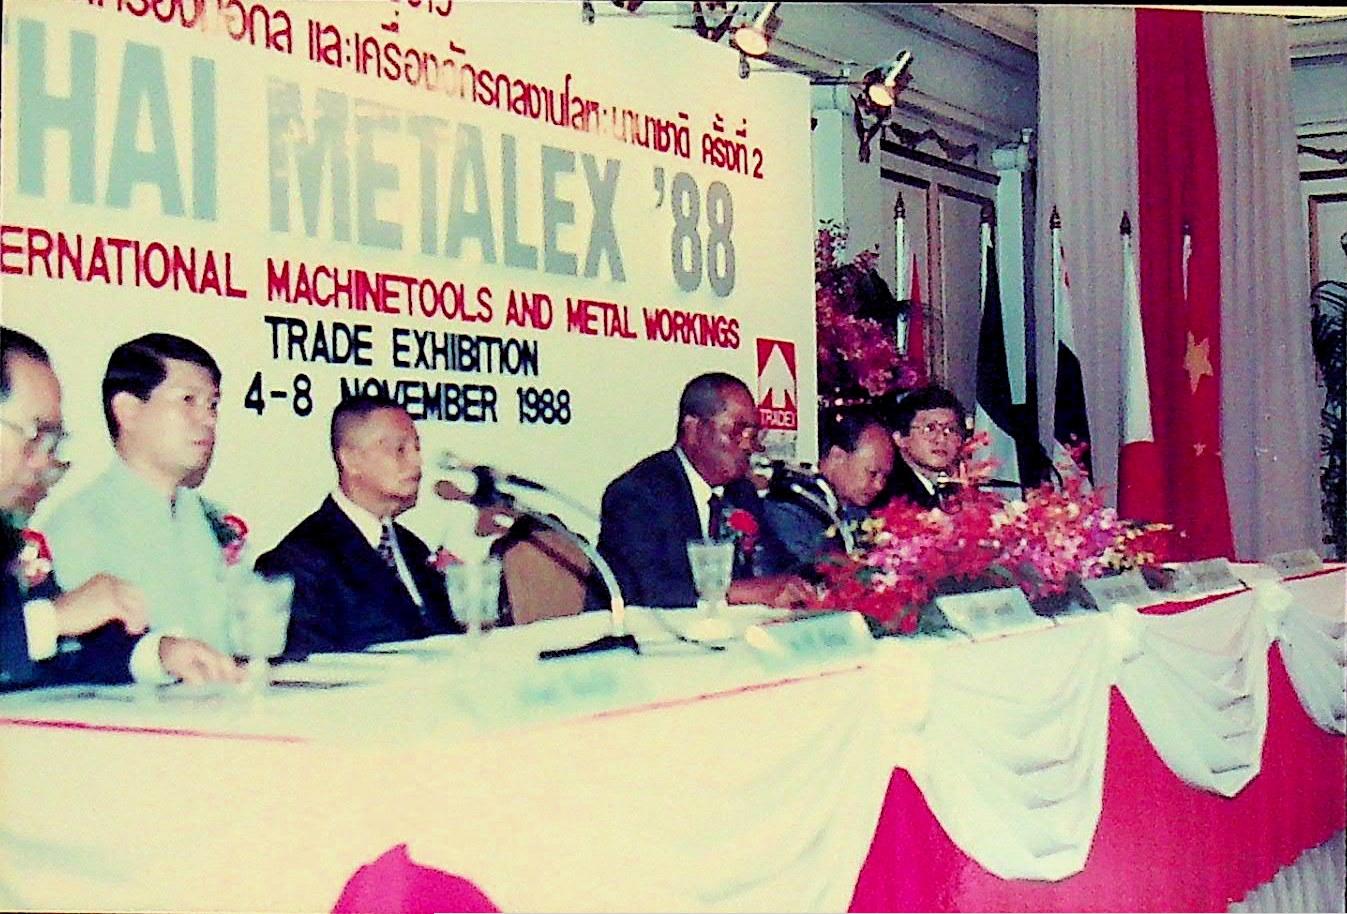 และเครื่องจักรกลงานโลหะนานาชาติ ครั้งที่ 2
HAI METALEX '88
ERNATIONAL MACHINETOOLS AND METAL WORKINGS
TRADE EXHIBITION
4-8 NOVEMBER 1988
TRADEX